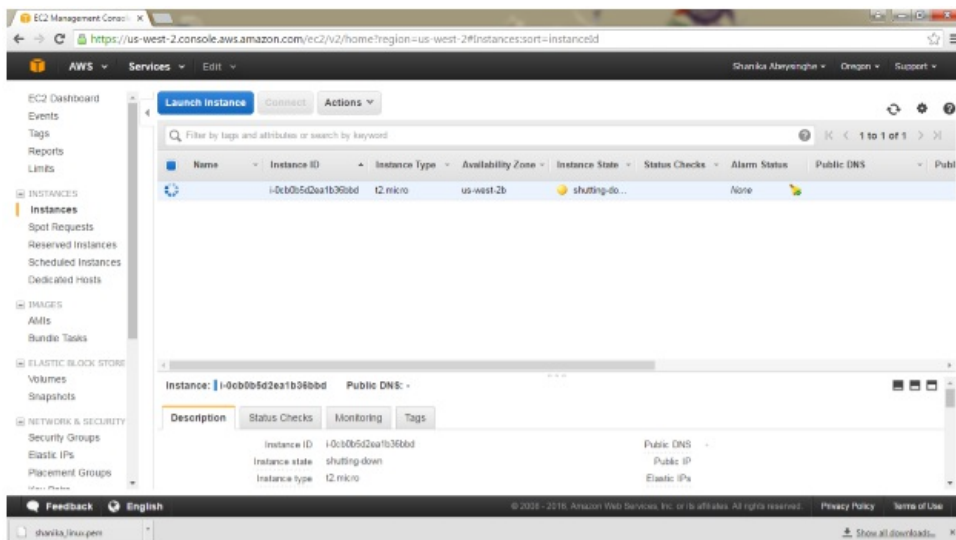 EC2 Management Consol
https://us-west-2.console.aws.amazon.com/ec2/v2/home?region=us-west-2#Instances:sort=instanceId
AWS Services Edit Shanika Abeysinghe Oregon Support
EC2 Dashboard
Events
Tags
Reports
Limits
INSTANCES
Instances
Spot Requests
Reserved Instances
Scheduled Instances
Dedicated Hosts
IMAGES
AMIs
Bundle Tasks
ELASTIC BLOCK STORE
Volumes
Snapshots
NETWORK & SECURITY
Security Groups
Elastic IPs
Placement Groups
Launch Instance Connect Actions
Filter by tags and attributes or search by keyword 1 to 1 of 1
Name Instance ID Instance Type Availability Zone Instance State Status Checks Alarm Status Public DNS Publ
i-0cb0b5d2ea1b36bbd t2.micro us-west-2b shutting-do... None
Instance: i-0cb0b5d2ea1b36bbd Public DNS: -
Description Status Checks Monitoring Tags
Instance ID i-0cb0b5d2ea1b36bbd Public DNS -
Instance state shutting-down Public IP
Instance type t2.micro Elastic IPs
Feedback English © 2008 - 2016, Amazon Web Services, Inc. or its affiliates. All rights reserved. Privacy Policy Terms of Use
shanika_linux.pem Show all downloads...